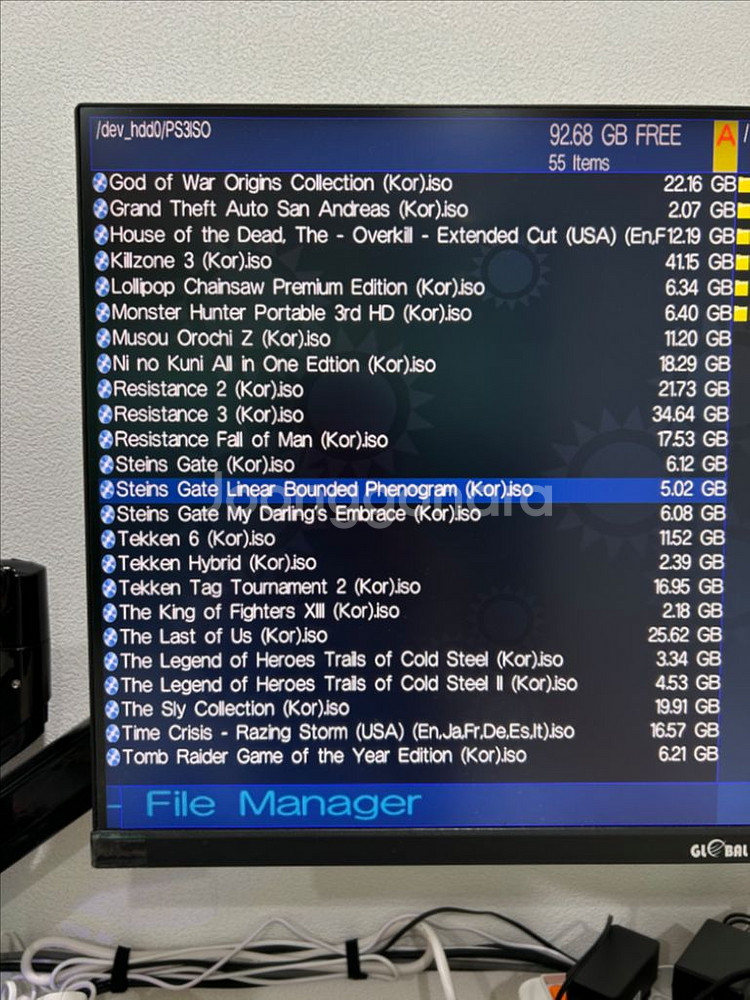 /dev_hdd0/PS3ISO
92.68 GB FREE
A /
55 Items
God of War Origins Collection (Kor).iso 22.16 GB
Grand Theft Auto San Andreas (Kor).iso 2.07 GB
House of the Dead, The - Overkill - Extended Cut (USA) (En,F 12.19 GB
Killzone 3 (Kor).iso 41.15 GB
Lollipop Chainsaw Premium Edition (Kor).iso 6.34 GB
Monster Hunter Portable 3rd HD (Kor).iso 6.40 GB
Musou Orochi Z (Kor).iso 11.20 GB
Ni no Kuni All in One Edtion (Kor).iso 18.29 GB
Resistance 2 (Kor).iso 21.73 GB
Resistance 3 (Kor).iso 34.64 GB
Resistance Fall of Man (Kor).iso 17.53 GB
Steins Gate (Kor).iso 6.12 GB
Steins Gate Linear Bounded Phenogram (Kor).iso 5.02 GB
Steins Gate My Darling's Embrace (Kor).iso 6.08 GB
Tekken 6 (Kor).iso 11.52 GB
Tekken Hybrid (Kor).iso 2.39 GB
Tekken Tag Tournament 2 (Kor).iso 16.95 GB
The King of Fighters XIII (Kor).iso 2.18 GB
The Last of Us (Kor).iso 25.62 GB
The Legend of Heroes Trails of Cold Steel (Kor).iso 3.34 GB
The Legend of Heroes Trails of Cold Steel II (Kor).iso 4.53 GB
The Sly Collection (Kor).iso 19.91 GB
Time Crisis - Razing Storm (USA) (En,Ja,Fr,De,Es,It).iso 16.57 GB
Tomb Raider Game of the Year Edition (Kor).iso 6.21 GB
- File Manager
GLOBAL
Joonggonara